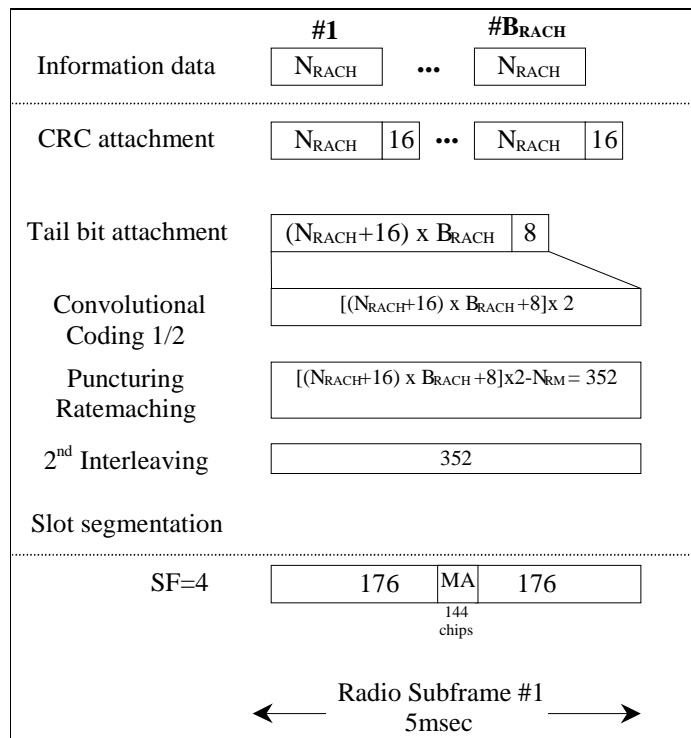 #1 #BRACH
Information data NRACH ... NRACH
CRC attachment NRACH 16 ... NRACH 16
Tail bit attachment (NRACH+16) x BRACH 8
Convolutional
Coding 1/2
[(NRACH+16) x BRACH +8]x 2
Puncturing
Ratemaching
[(NRACH+16) x BRACH +8]x2-NRM = 352
2nd Interleaving 352
Slot segmentation
SF=4 176 MA 176
144
chips
Radio Subframe #1
5msec